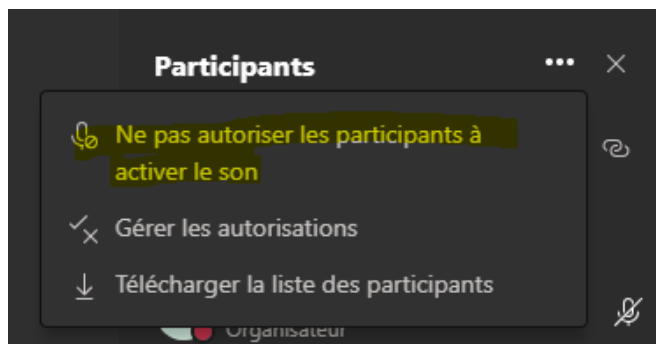 Participants
Ne pas autoriser les participants à
activer le son
Gérer les autorisations
Télécharger la liste des participants
Organisateur